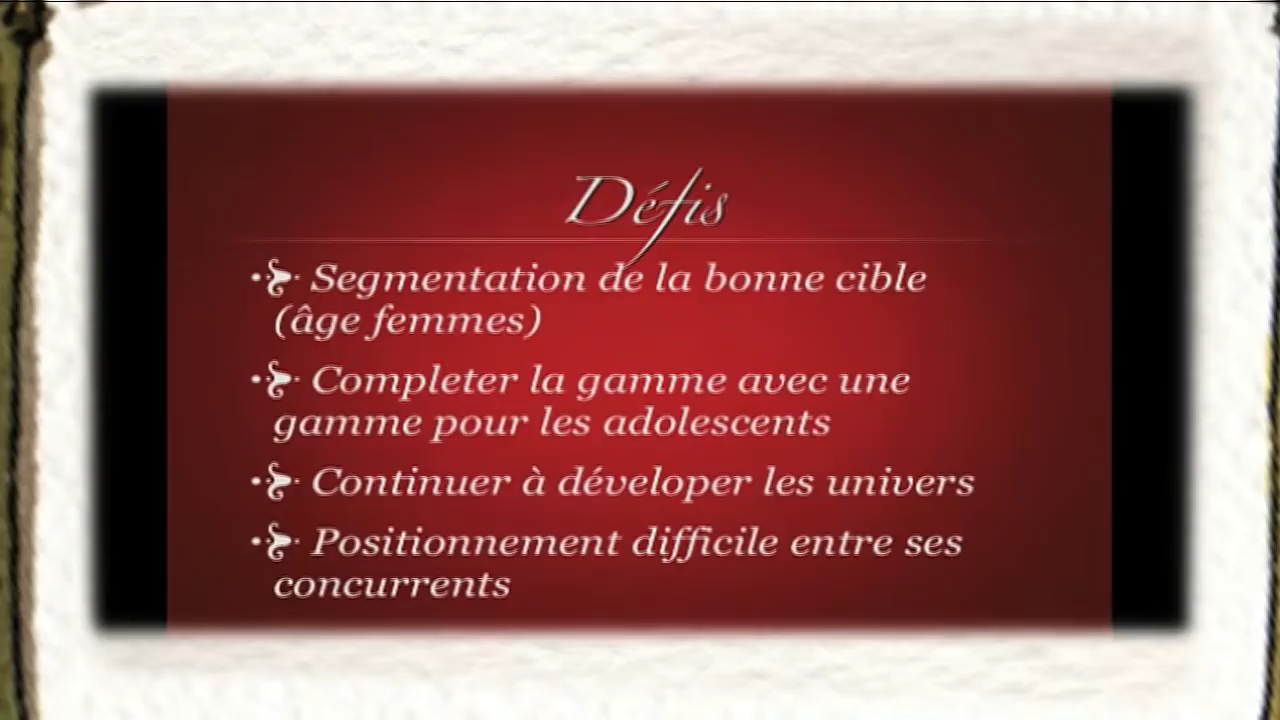 Défis
Segmentation de la bonne cible
(âge femmes)
Completer la gamme avec une
gamme pour les adolescents
Continuer à développer les univers
Positionnement difficile entre ses
concurrents